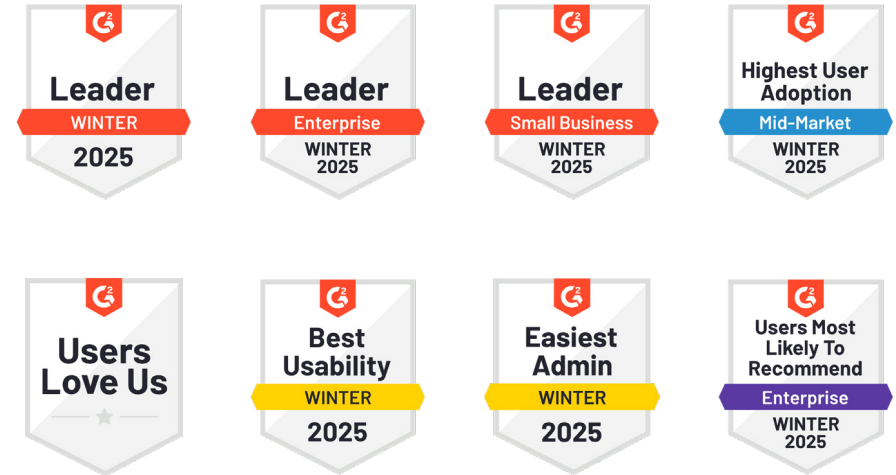 G2
Leader
WINTER
2025
G2
Leader
Enterprise
WINTER
2025
G2
Leader
Small Business
WINTER
2025
G2
Highest User
Adoption
Mid-Market
WINTER
2025
G2
Users
Love Us
G2
Best
Usability
WINTER
2025
G2
Easiest
Admin
WINTER
2025
G2
Users Most
Likely To
Recommend
Enterprise
WINTER
2025